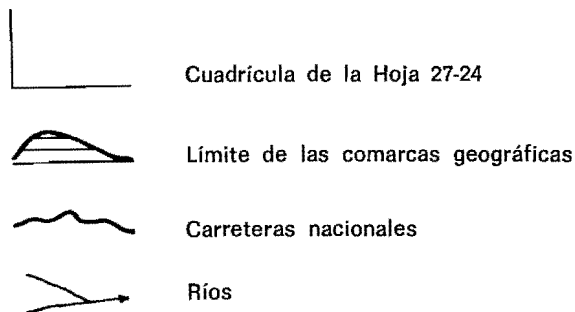 Cuadrícula de la Hoja 27-24
Límite de las comarcas geográficas
Carreteras nacionales
Ríos